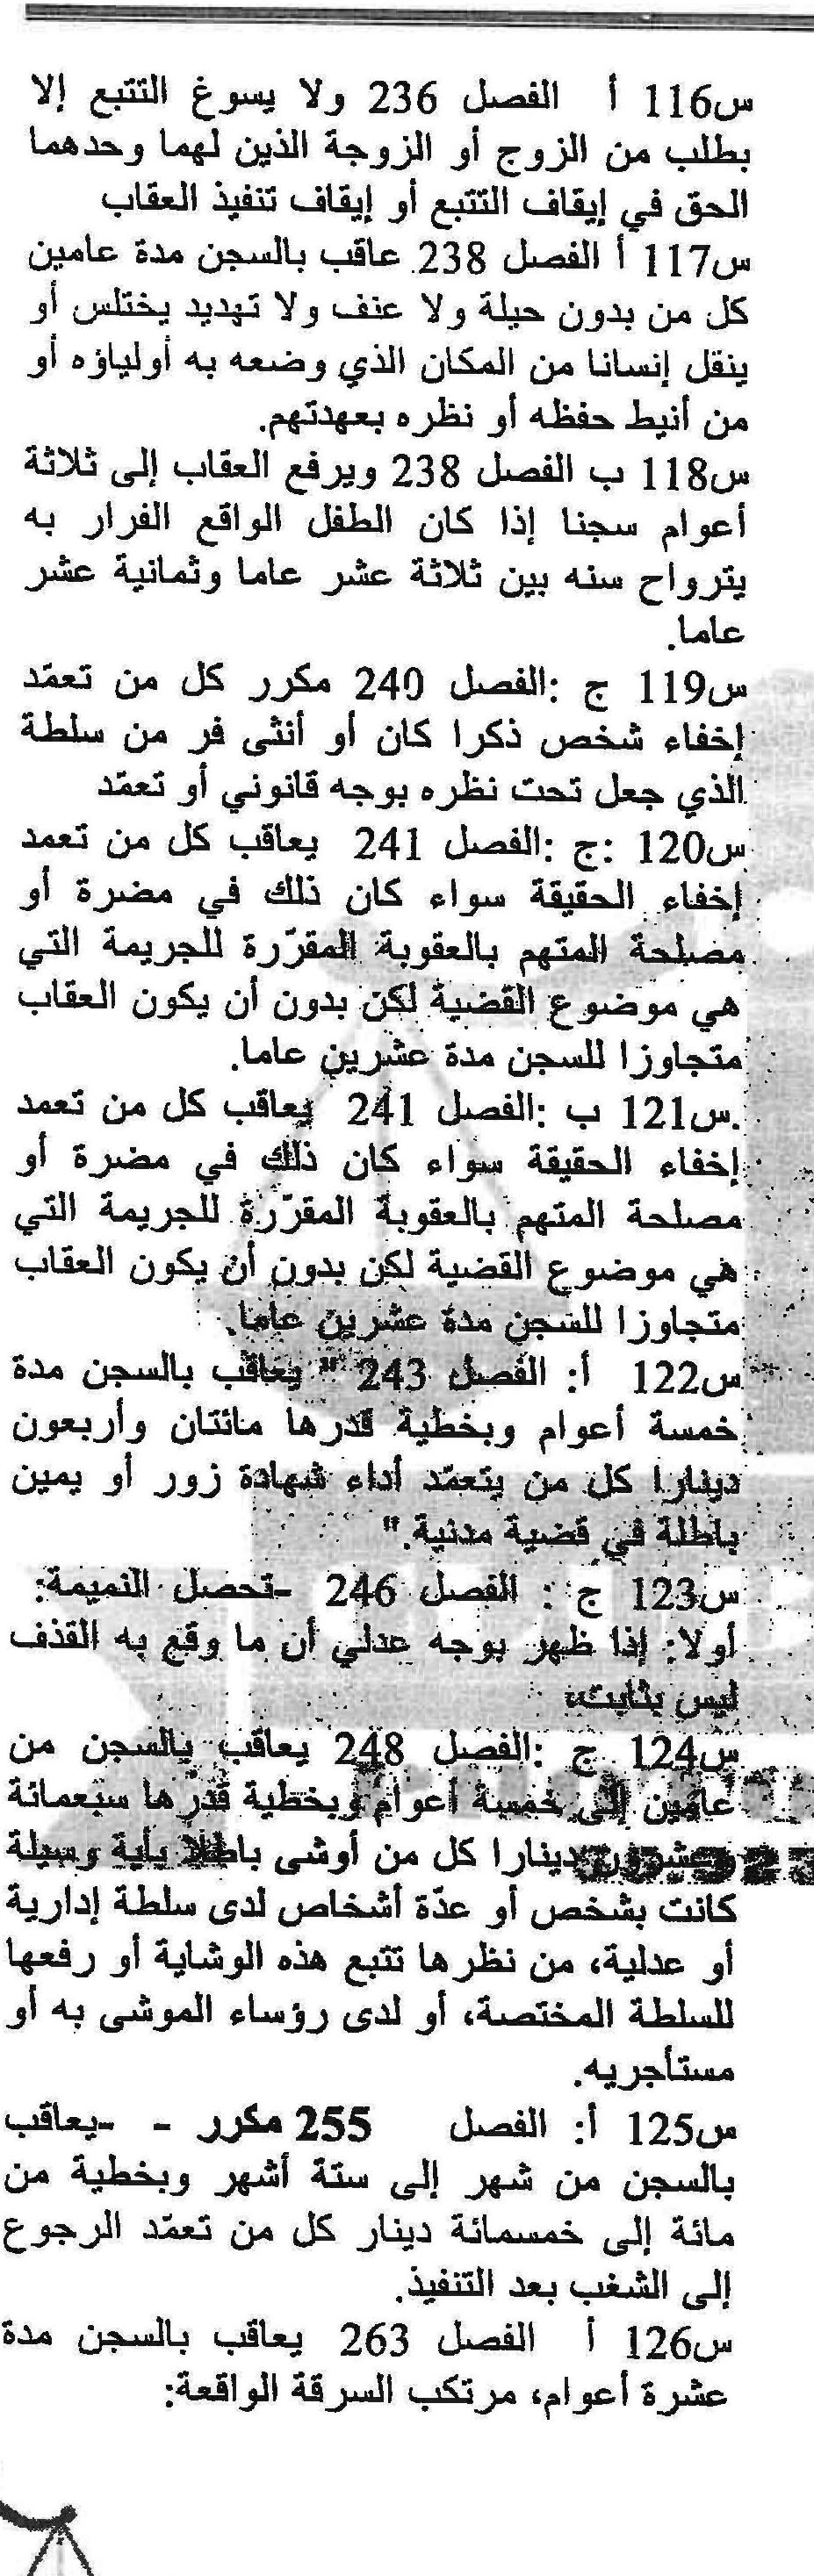 س116 أ الفصل 236 ولا يسوغ التتبع إلا
بطلب من الزوج أو الزوجة الذين لهما وحدهما
الحق في إيقاف التتبع أو إيقاف تنفيذ العقاب
س117 أ الفصل 238. عاقب بالسجن مدة عامين
كل من بدون حيلة ولا عنف ولا تهديد يختلس أو
ينقل إنسانا من المكان الذي وضعه به أولياؤه أو
من أنيط حفظه أو نظره بعهدتهم.
س118 ب الفصل 238 ويرفع العقاب إلى ثلاثة
أعوام سجنا إذا كان الطفل الواقع الفرار به
يترواح سنه بين ثلاثة عشر عاما وثمانية عشر
عاما.
س119 ج :الفصل 240 مكرر كل من تعمّد
إخفاء شخص ذكرا كان أو أنثى فر من سلطة
الذي جعل تحت نظره بوجه قانوني أو تعمّد
س120 :ج :الفصل 241 يعاقب كل من تعمد
إخفاء الحقيقة سواء كان ذلك في مضرة أو
مصلحة المتهم بالعقوبة المقرّرة للجريمة التي
هي موضوع القضية لكن بدون أن يكون العقاب
متجاوزا للسجن مدة عشرين عاما.
.س121 ب :الفصل 241 يعاقب كل من تعمد
إخفاء الحقيقة سواء كان ذلك في مضرة أو
مصلحة المتهم بالعقوبة المقرّرة للجريمة التي
هي موضوع القضية لكن بدون أن يكون العقاب
متجاوزا للسجن مدة عشرين عاما.
س122 أ: الفصل 243 " يعاقب بالسجن مدة
خمسة أعوام وبخطية قدرها مائتان وأربعون
دينارا كل من يتعمّد أداء شهادة زور أو يمين
باطلة في قضية مدنية."
س123 ج : الفصل 246 -تحصل النميمة:
أولا: إذا ظهر بوجه عدلي أن ما وقع به القذف
ليس بثابت،
س124 ج :الفصل 248 يعاقب بالسجن من
عامين إلى خمسة أعوام وبخطية قدرها سبعمائة
وعشرون دينارا كل من أوشى باطلا بأية وسيلة
كانت بشخص أو عدّة أشخاص لدى سلطة إدارية
أو عدلية، من نظرها تتبع هذه الوشاية أو رفعها
للسلطة المختصة، أو لدى رؤساء الموشى به أو
مستأجريه.
س125 أ: الفصل 255 مكرر - -يعاقب
بالسجن من شهر إلى ستة أشهر وبخطية من
مائة إلى خمسمائة دينار كل من تعمّد الرجوع
إلى الشغب بعد التنفيذ.
س126 أ الفصل 263 يعاقب بالسجن مدة
عشرة أعوام، مرتكب السرقة الواقعة: